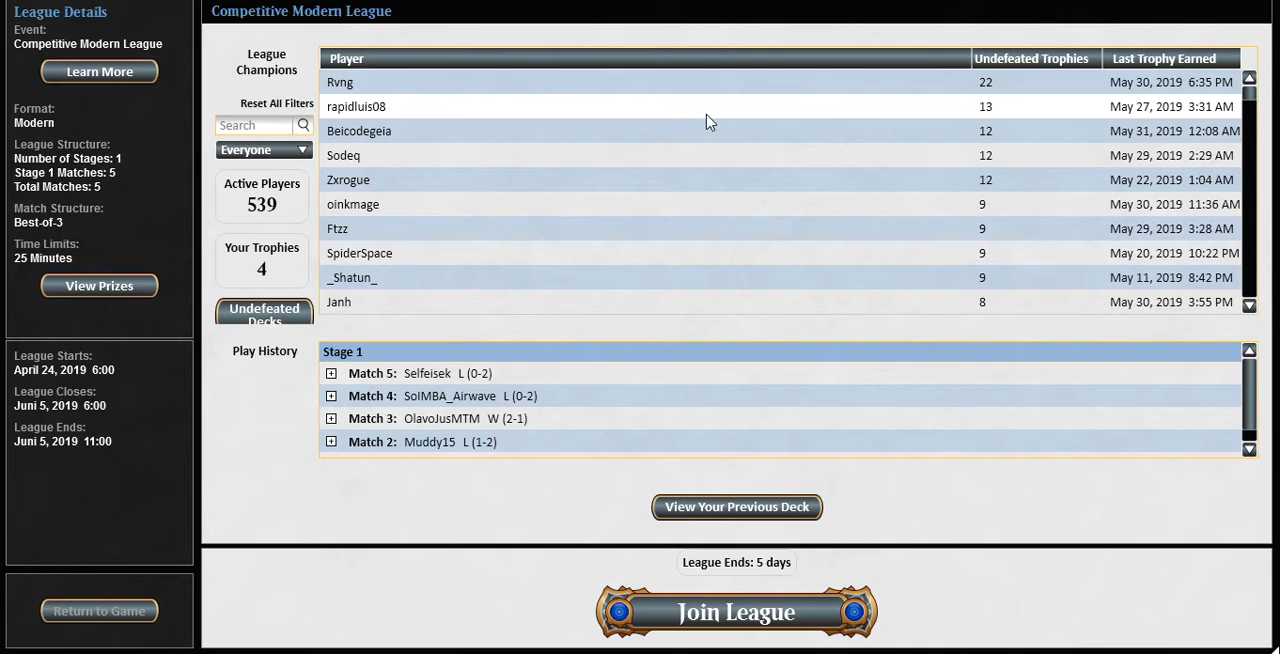 League Details
Event:
Competitive Modern League
Learn More
Format:
Modern
League Structure:
Number of Stages: 1
Stage 1 Matches: 5
Total Matches: 5
Match Structure:
Best-of-3
Time Limits:
25 Minutes
View Prizes
League Starts:
April 24, 2019 6:00
League Closes:
Juni 5, 2019 6:00
League Ends:
Juni 5, 2019 11:00
Return to Game
Competitive Modern League
League
Champions
Reset All Filters
Search
Everyone
Active Players
539
Your Trophies
4
Undefeated
Decks
Player Undefeated Trophies Last Trophy Earned
Rvng 22 May 30, 2019 6:35 PM
rapidluis08 13 May 27, 2019 3:31 AM
Beicodegeia 12 May 31, 2019 12:08 AM
Sodeq 12 May 29, 2019 2:29 AM
Zxrogue 12 May 22, 2019 1:04 AM
oinkmage 9 May 30, 2019 11:36 AM
Ftzz 9 May 29, 2019 3:28 AM
SpiderSpace 9 May 20, 2019 10:22 PM
_Shatun_ 9 May 11, 2019 8:42 PM
Janh 8 May 30, 2019 3:55 PM
Play History
Stage 1
Match 5: Selfeisek L (0-2)
Match 4: SoIMBA_Airwave L (0-2)
Match 3: OlavoJusMTM W (2-1)
Match 2: Muddy15 L (1-2)
View Your Previous Deck
League Ends: 5 days
Join League